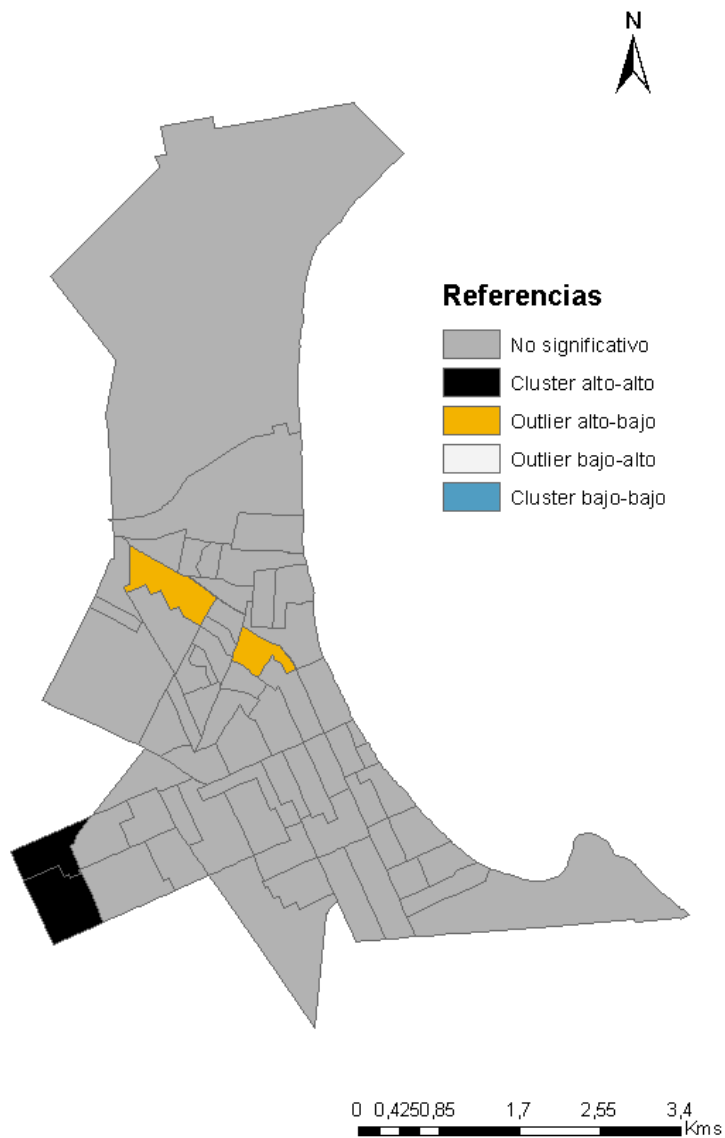 N
Referencias
No significativo
Cluster alto-alto
Outlier alto-bajo
Outlier bajo-alto
Cluster bajo-bajo
0 0,4250,85 1,7 2,55 3,4
Kms